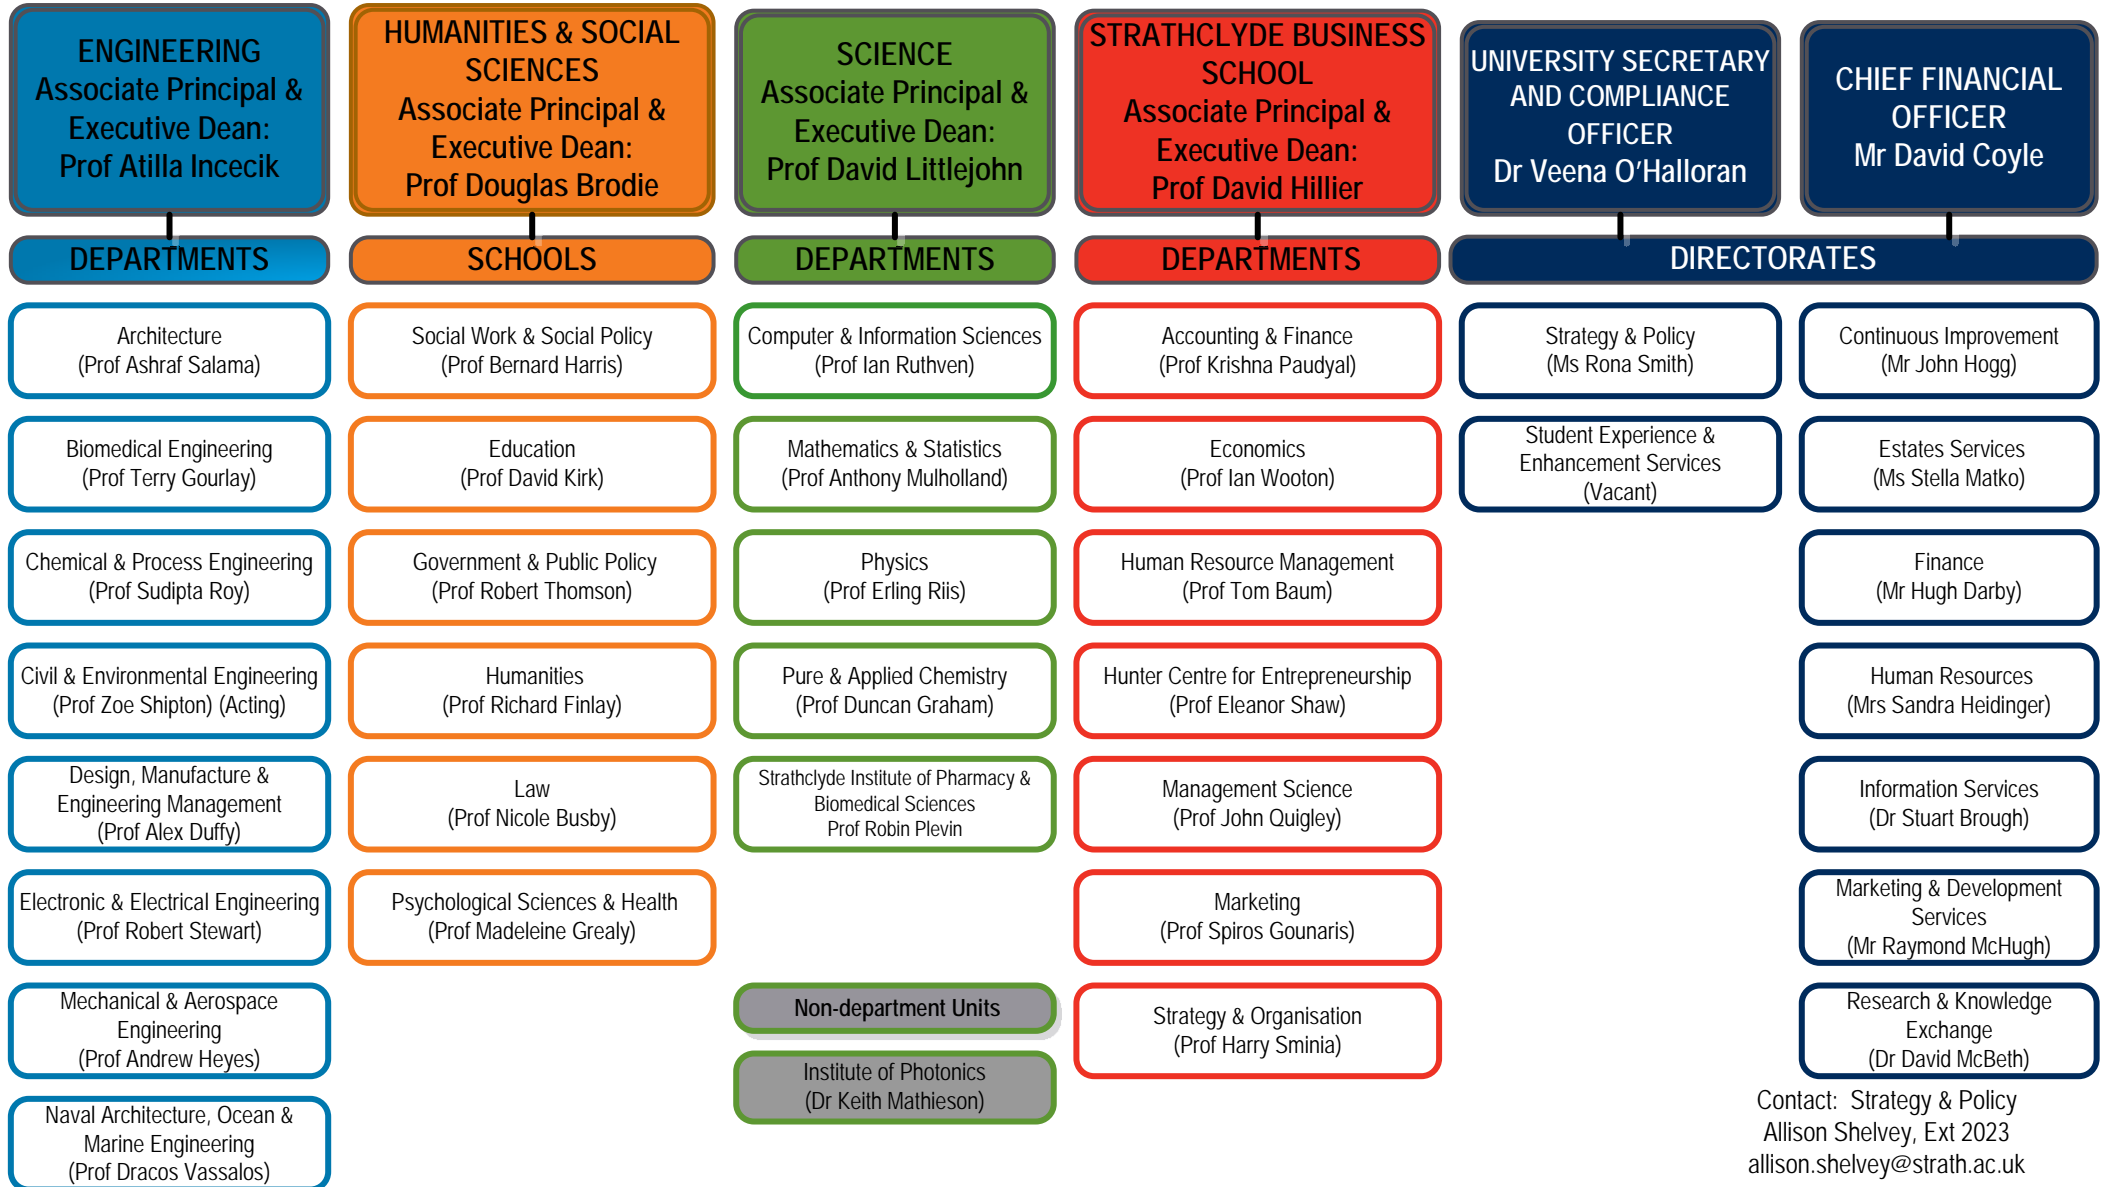 ENGINEERING
Associate Principal &
Executive Dean:
Prof Atilla Incecik
DEPARTMENTS
Architecture
(Prof Ashraf Salama)
Biomedical Engineering
(Prof Terry Gourlay)
Chemical & Process Engineering
(Prof Sudipta Roy)
Civil & Environmental Engineering
(Prof Zoe Shipton) (Acting)
Design, Manufacture &
Engineering Management
(Prof Alex Duffy)
Electronic & Electrical Engineering
(Prof Robert Stewart)
Mechanical & Aerospace
Engineering
(Prof Andrew Heyes)
Naval Architecture, Ocean &
Marine Engineering
(Prof Dracos Vassalos)
HUMANITIES & SOCIAL
SCIENCES
Associate Principal &
Executive Dean:
Prof Douglas Brodie
SCHOOLS
Social Work & Social Policy
(Prof Bernard Harris)
Education
(Prof David Kirk)
Government & Public Policy
(Prof Robert Thomson)
Humanities
(Prof Richard Finlay)
Law
(Prof Nicole Busby)
Psychological Sciences & Health
(Prof Madeleine Grealy)
SCIENCE
Associate Principal &
Executive Dean:
Prof David Littlejohn
DEPARTMENTS
Computer & Information Sciences
(Prof Ian Ruthven)
Mathematics & Statistics
(Prof Anthony Mulholland)
Physics
(Prof Erling Riis)
Pure & Applied Chemistry
(Prof Duncan Graham)
Strathclyde Institute of Pharmacy &
Biomedical Sciences
Prof Robin Plevin
Non-department Units
Institute of Photonics
(Dr Keith Mathieson)
STRATHCLYDE BUSINESS
SCHOOL
Associate Principal &
Executive Dean:
Prof David Hillier
DEPARTMENTS
Accounting & Finance
(Prof Krishna Paudyal)
Economics
(Prof Ian Wooton)
Human Resource Management
(Prof Tom Baum)
Hunter Centre for Entrepreneurship
(Prof Eleanor Shaw)
Management Science
(Prof John Quigley)
Marketing
(Prof Spiros Gounaris)
Strategy & Organisation
(Prof Harry Sminia)
UNIVERSITY SECRETARY
AND COMPLIANCE
OFFICER
Dr Veena O'Halloran
CHIEF FINANCIAL
OFFICER
Mr David Coyle
DIRECTORATES
Strategy & Policy
(Ms Rona Smith)
Student Experience &
Enhancement Services
(Vacant)
Continuous Improvement
(Mr John Hogg)
Estates Services
(Ms Stella Matko)
Finance
(Mr Hugh Darby)
Human Resources
(Mrs Sandra Heidinger)
Information Services
(Dr Stuart Brough)
Marketing & Development
Services
(Mr Raymond McHugh)
Research & Knowledge
Exchange
(Dr David McBeth)
Contact: Strategy & Policy
Allison Shelvey, Ext 2023
allison.shelvey@strath.ac.uk